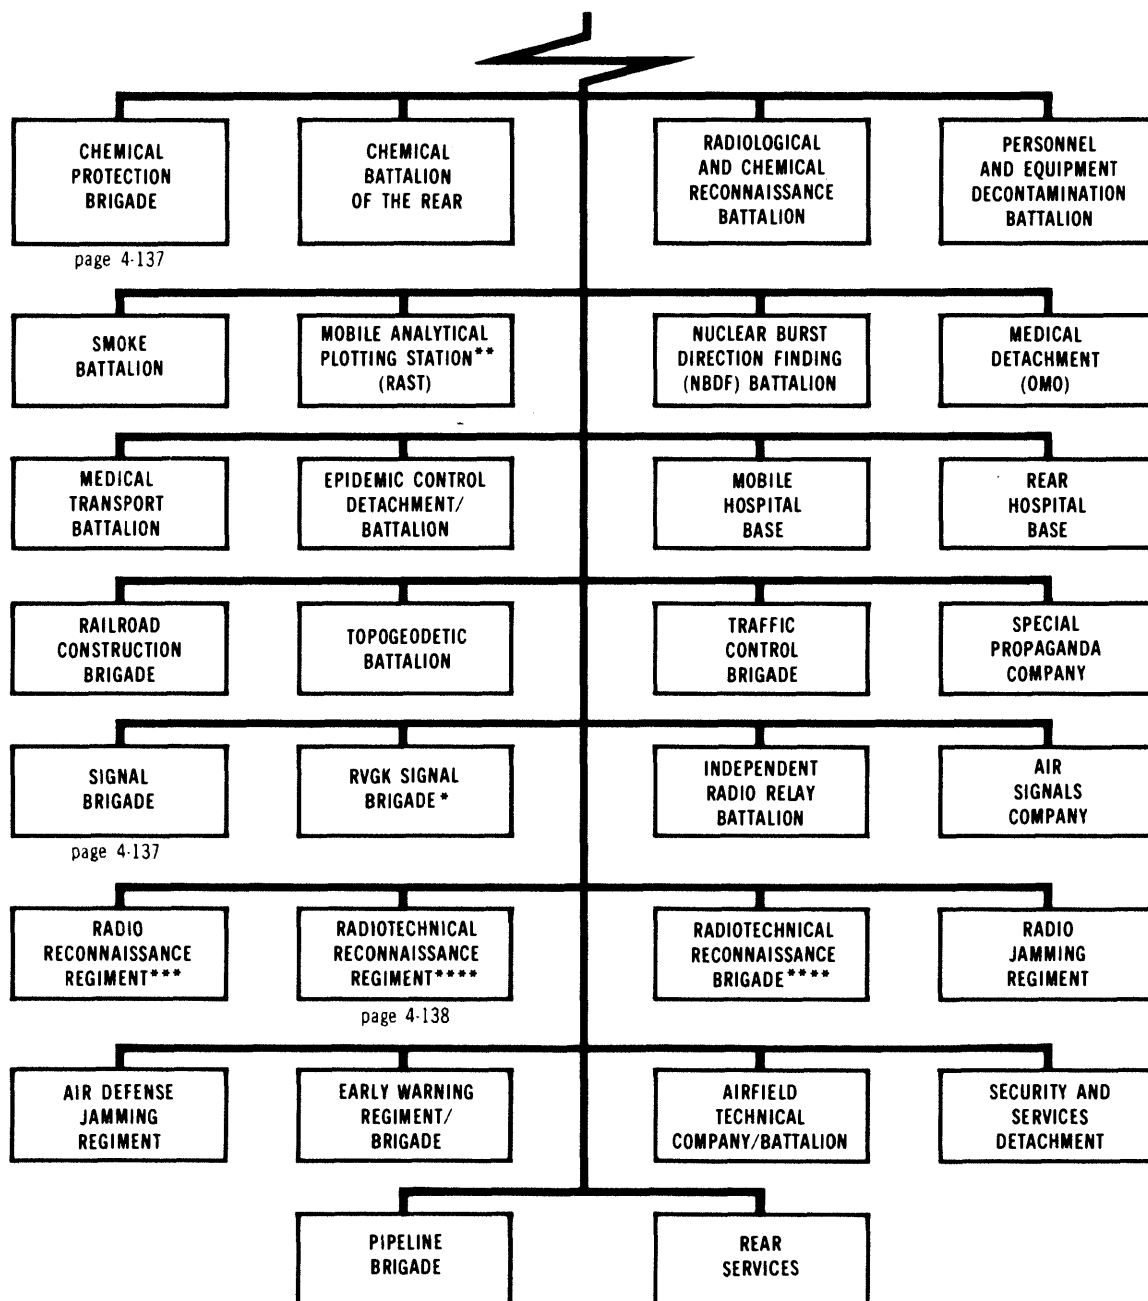 CHEMICAL
PROTECTION
BRIGADE
page 4-137
CHEMICAL
BATTALION
OF THE REAR
RADIOLOGICAL
AND CHEMICAL
RECONNAISSANCE
BATTALION
PERSONNEL
AND EQUIPMENT
DECONTAMINATION
BATTALION
SMOKE
BATTALION
MOBILE ANALYTICAL
PLOTTING STATION**
(RAST)
NUCLEAR BURST
DIRECTION FINDING
(NBDF) BATTALION
MEDICAL
DETACHMENT
(OMO)
MEDICAL
TRANSPORT
BATTALION
EPIDEMIC CONTROL
DETACHMENT/
BATTALION
MOBILE
HOSPITAL
BASE
REAR
HOSPITAL
BASE
RAILROAD
CONSTRUCTION
BRIGADE
TOPOGEODETIC
BATTALION
TRAFFIC
CONTROL
BRIGADE
SPECIAL
PROPAGANDA
COMPANY
SIGNAL
BRIGADE
page 4-137
RVGK SIGNAL
BRIGADE*
INDEPENDENT
RADIO RELAY
BATTALION
AIR
SIGNALS
COMPANY
RADIO
RECONNAISSANCE
REGIMENT***
RADIOTECHNICAL
RECONNAISSANCE
REGIMENT****
page 4-138
RADIOTECHNICAL
RECONNAISSANCE
BRIGADE****
RADIO
JAMMING
REGIMENT
AIR DEFENSE
JAMMING
REGIMENT
EARLY WARNING
REGIMENT/
BRIGADE
AIRFIELD
TECHNICAL
COMPANY/BATTALION
SECURITY AND
SERVICES
DETACHMENT
PIPELINE
BRIGADE
REAR
SERVICES